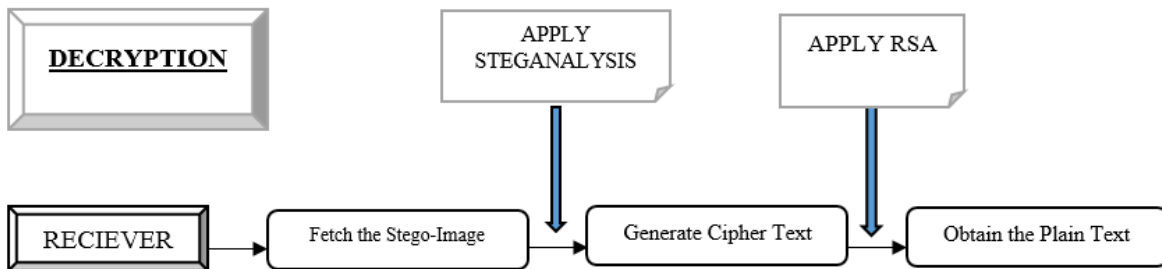 DECRYPTION
APPLY
STEGANALYSIS
APPLY RSA
RECIEVER
Fetch the Stego-Image
Generate Cipher Text
Obtain the Plain Text